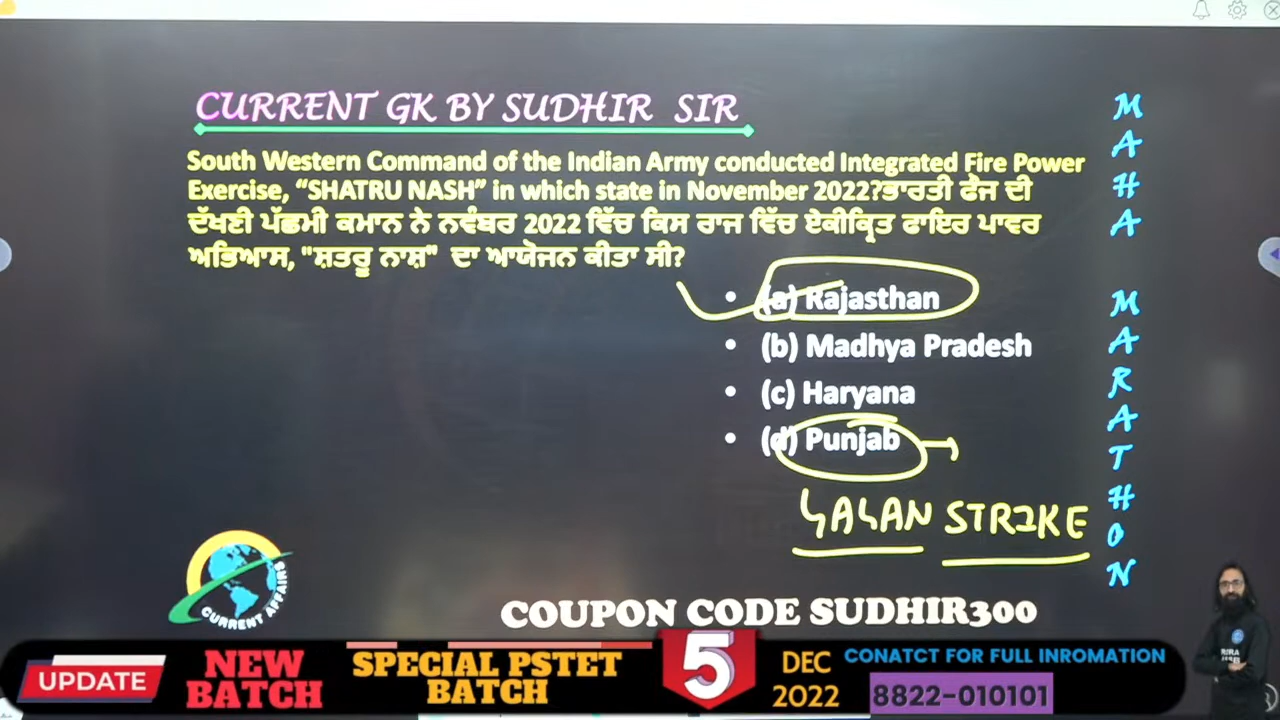 CURRENT GK BY SUDHIR SIR
South Western Command of the Indian Army conducted Integrated Fire Power
Exercise, “SHATRU NASH” in which state in November 2022?ਭਾਰਤੀ ਫੌਜ ਦੀ
ਦੱਖਣੀ ਪੱਛਮੀ ਕਮਾਨ ਨੇ ਨਵੰਬਰ 2022 ਵਿੱਚ ਕਿਸ ਰਾਜ ਵਿੱਚ ਏਕੀਕ੍ਰਿਤ ਫਾਇਰ ਪਾਵਰ
ਅਭਿਆਸ, "ਸ਼ਤਰੂ ਨਾਸ਼" ਦਾ ਆਯੋਜਨ ਕੀਤਾ ਸੀ?
• (a) Rajasthan
• (b) Madhya Pradesh
• (c) Haryana
• (d) Punjab
GAGAN STRIKE
MAHA MARATHON
CURRENT AFFAIRS
COUPON CODE SUDHIR300
UPDATE
NEW
BATCH
SPECIAL PSTET
BATCH
5
DEC
2022
CONATCT FOR FULL INROMATION
8822-010101